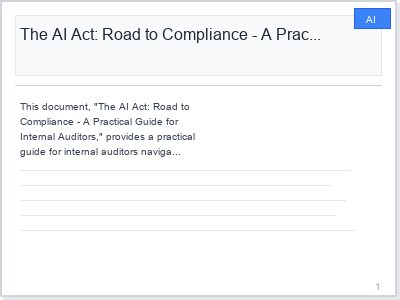 AI
The AI Act: Road to Compliance - A Prac...
This document, "The AI Act: Road to
Compliance - A Practical Guide for
Internal Auditors," provides a practical
guide for internal auditors naviga...
1